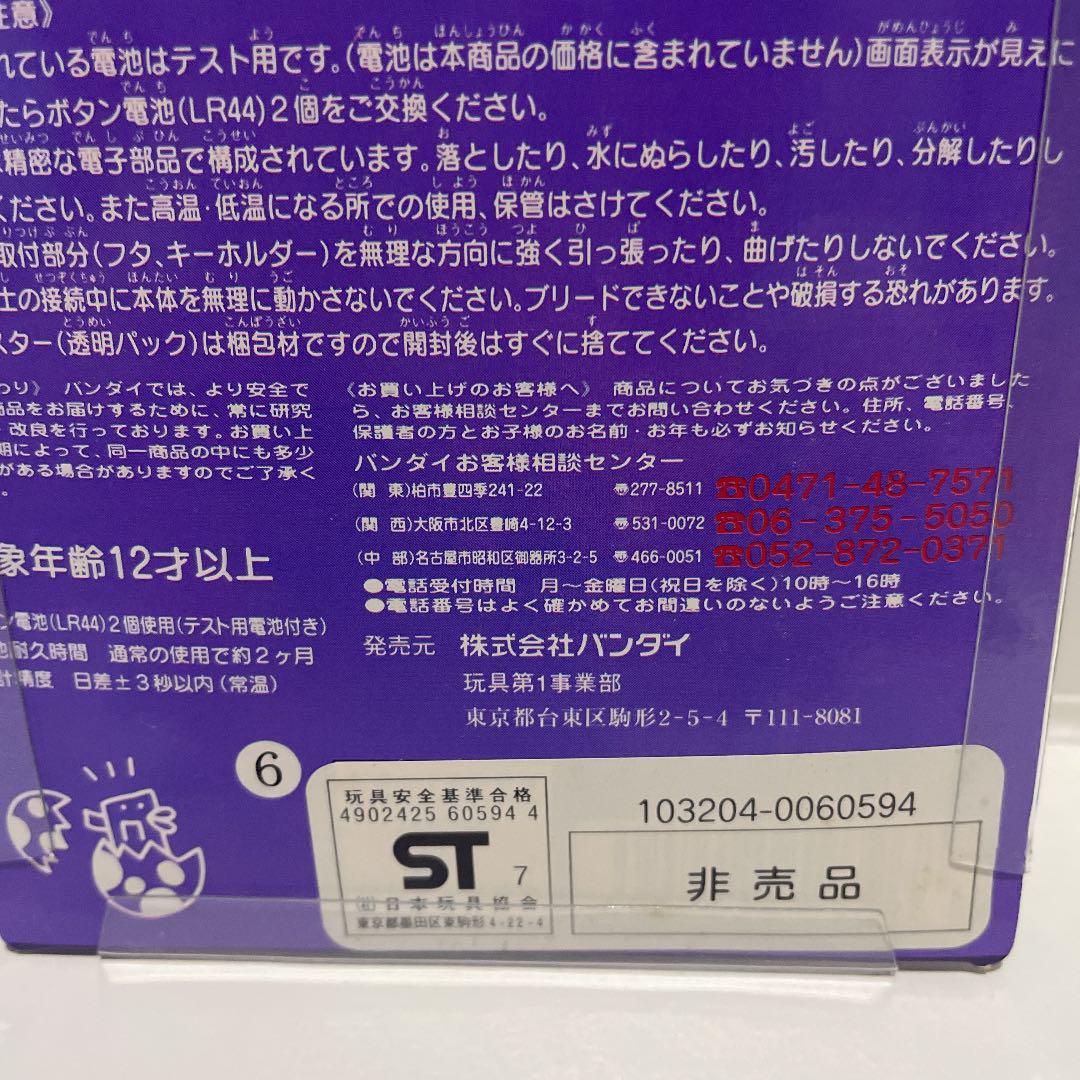 注意》
れている電池はテスト用です。(電池は本商品の価格に含まれていません)画面表示が見えに
たらボタン電池(LR44)2個をご交換ください。
精密な電子部品で構成されています。落としたり、水にぬらしたり、汚したり、分解したりし
ください。また高温・低温になる所での使用、保管はさけてください。
取付部分(フタ、キーホルダー)を無理な方向に強く引っ張ったり、曲げたりしないでください。
士の接続中に本体を無理に動かさないでください。ブリードできないことや破損する恐れがあります。
スター(透明パック)は梱包材ですので開封後はすぐに捨ててください。
わり》 バンダイでは、より安全で
商品をお届けするために、常に研究
・改良を行っております。お買い上
期によって、同一商品の中にも多少
がある場合がありますのでご了承く
。
《お買い上げのお客様へ》 商品についてお気づきの点がございました
ら、お客様相談センターまでお問い合わせください。住所、電話番号、
保護者の方とお子様のお名前・お年も必ずお知らせください。
バンダイお客様相談センター
(関 東)柏市豊四季241-22 〠277-8511 ☎0471-48-7571
(関 西)大阪市北区豊崎4-12-3 〠531-0072 ☎06-375-5050
(中 部)名古屋市昭和区御器所3-2-5 〠466-0051 ☎052-872-0371
●電話受付時間 月〜金曜日(祝日を除く)10時〜16時
●電話番号はよく確かめてお間違いのないようご注意ください。
象年齢12才以上
ン電池(LR44)2個使用(テスト用電池付き)
池耐久時間 通常の使用で約2ヶ月
計精度 日差±3秒以内(常温)
発売元 株式会社バンダイ
玩具第1事業部
東京都台東区駒形2-5-4 〒111-8081
6
玩具安全基準合格
4902425 60594 4
ST 7
㈳日本玩具協会
東京都墨田区東駒形4-22-4
103204-0060594
非売品